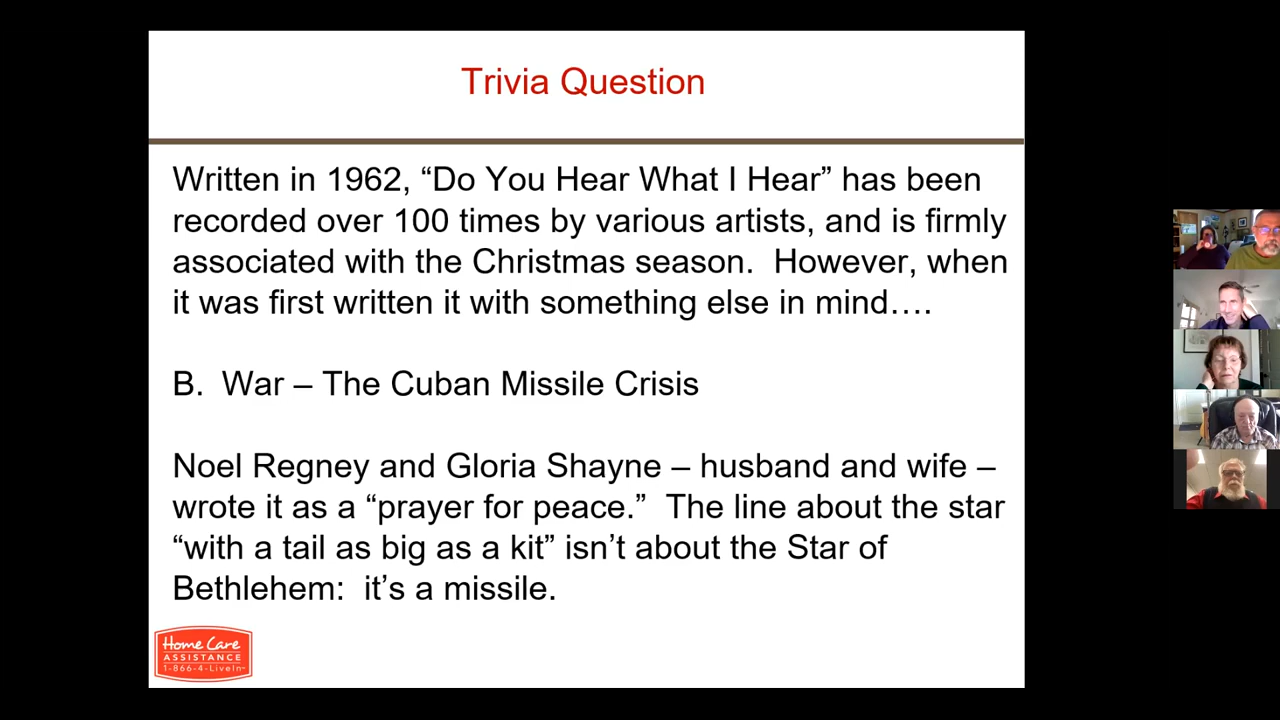 Trivia Question
Written in 1962, “Do You Hear What I Hear” has been
recorded over 100 times by various artists, and is firmly
associated with the Christmas season.  However, when
it was first written it with something else in mind….
B.  War – The Cuban Missile Crisis
Noel Regney and Gloria Shayne – husband and wife –
wrote it as a “prayer for peace.”  The line about the star
“with a tail as big as a kit” isn’t about the Star of
Bethlehem:  it’s a missile.
Home Care
ASSISTANCE
1-866-4-LiveIn